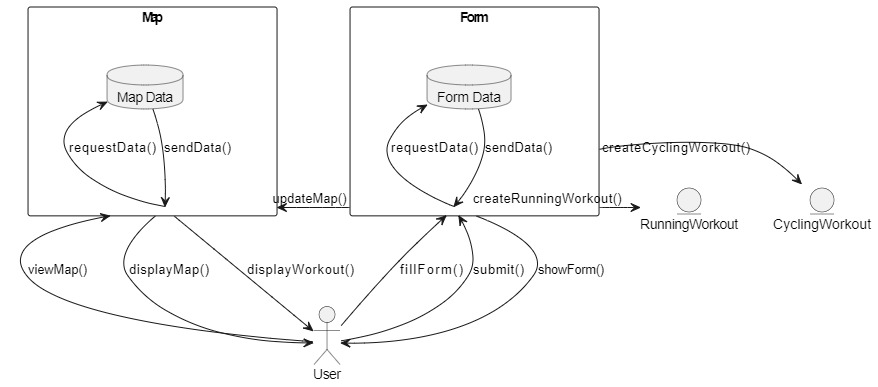 Map
Form
Map Data
Form Data
requestData()
sendData()
requestData()
sendData()
createCyclingWorkout()
updateMap()
createRunningWorkout()
RunningWorkout
CyclingWorkout
viewMap()
displayMap()
displayWorkout()
fillForm()
submit()
showForm()
User